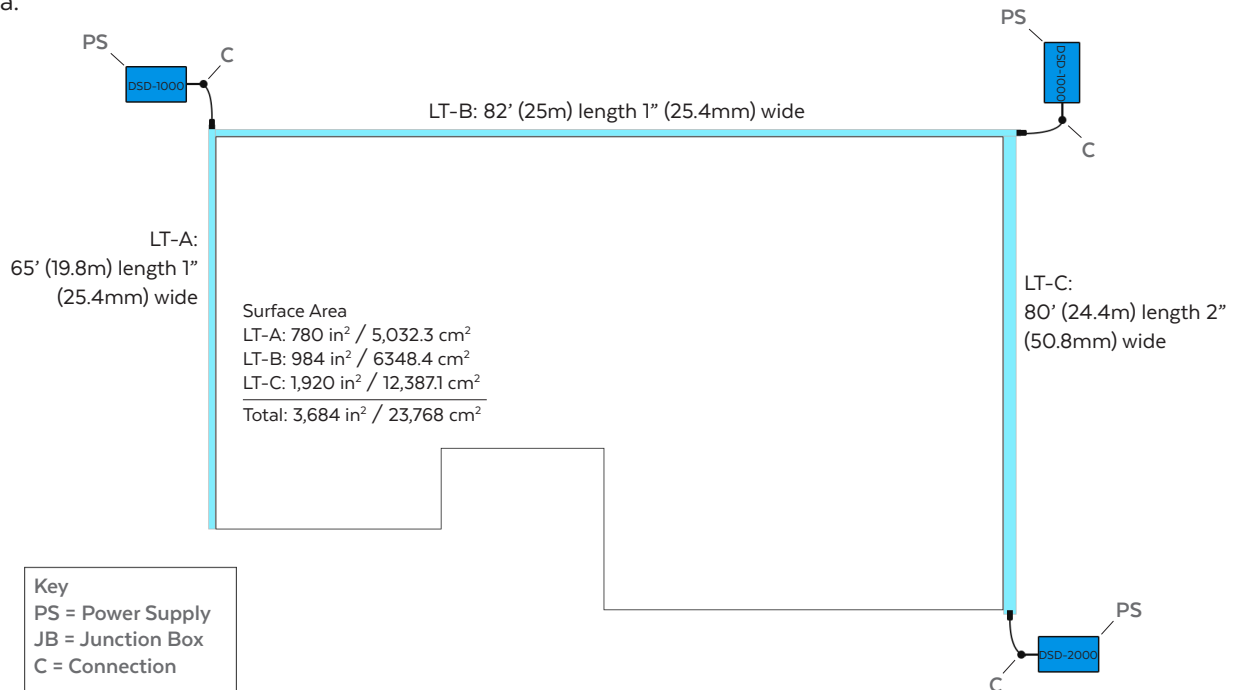 a.
PS
C
DSD-1000
LT-B: 82’ (25m) length 1” (25.4mm) wide
PS
DSD-1000
C
LT-A:
65’ (19.8m) length 1”
(25.4mm) wide
Surface Area
LT-A: 780 in² / 5,032.3 cm²
LT-B: 984 in² / 6348.4 cm²
LT-C: 1,920 in² / 12,387.1 cm²
Total: 3,684 in² / 23,768 cm²
LT-C:
80’ (24.4m) length 2”
(50.8mm) wide
Key
PS = Power Supply
JB = Junction Box
C = Connection
PS
DSD-2000
C